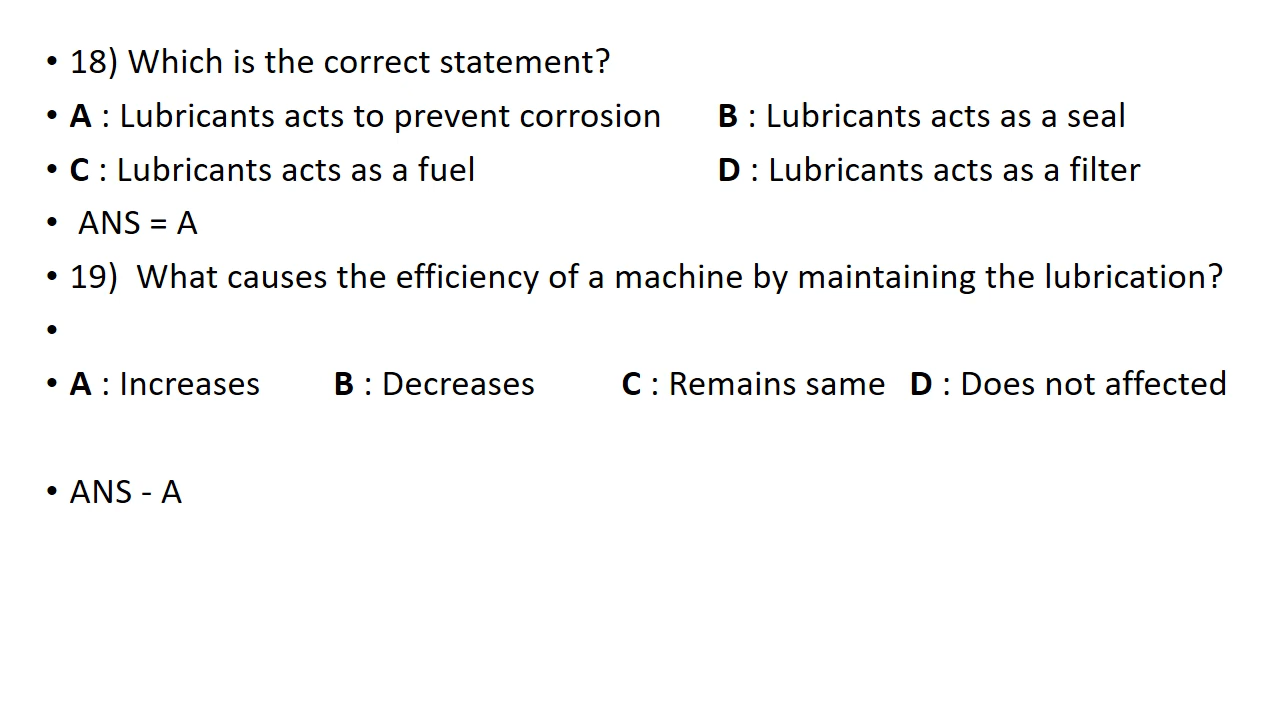 • 18) Which is the correct statement?
• A : Lubricants acts to prevent corrosion B : Lubricants acts as a seal
• C : Lubricants acts as a fuel D : Lubricants acts as a filter
• ANS = A
• 19) What causes the efficiency of a machine by maintaining the lubrication?
•
• A : Increases B : Decreases C : Remains same D : Does not affected
• ANS - A